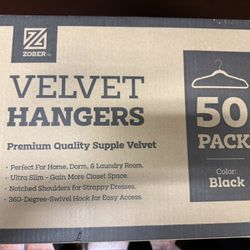 ZOBER
VELVET
HANGERS
Premium Quality Supple Velvet
• Perfect For Home, Dorm, & Laundry Room.
• Ultra Slim - Gain More Closet Space.
• Notched Shoulders for Strappy Dresses.
• 360-Degree-Swivel Hook for Easy Access.
50
PACK
Color:
Black